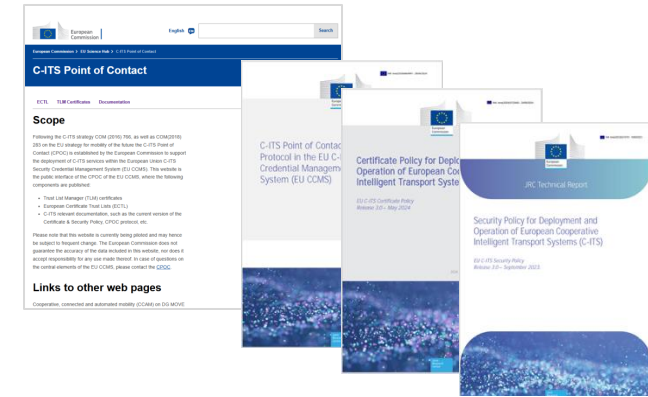 European
Commission
English EN
Search
European Commission > EU Science Hub > C-ITS Point of Contact
C-ITS Point of Contact
ECTL TLM Certificates Documentation
Scope
Following the C-ITS strategy COM (2016) 766, as well as COM(2018)
283 on the EU strategy for mobility of the future the C-ITS Point of
Contact (CPOC) is established by the European Commission to support
the deployment of C-ITS services within the European Union C-ITS
Security Credential Management System (EU CCMS). This website is
the public interface of the CPOC of the EU CCMS, where the following
components are published:
• Trust List Manager (TLM) certificates
• European Certificate Trust Lists (ECTL)
• C-ITS relevant documentation, such as the current version of the
Certificate & Security Policy, CPOC protocol, etc.
Please note that this website is currently being piloted and may hence
be subject to frequent change. The European Commission does not
guarantee the accuracy of the data included in this website, nor does it
accept responsibility for any use made thereof. In case of questions on
the central elements of the EU CCMS, please contact the CPOC
Links to other web pages
Cooperative, connected and automated mobility (CCAM) on DG MOVE
C-ITS Point of Contac
Protocol in the EU C-
Credential Managem
System (EU CCMS)
European
Commission
Certificate Policy for Deplo
Operation of European Coo
Intelligent Transport Syste
EU C-ITS Certificate Policy
Release 3.0 – May 2024
European
Commission
JRC Technical Report
Security Policy for Deployment and
Operation of European Cooperative
Intelligent Transport Systems (C-ITS)
EU C-ITS Security Policy